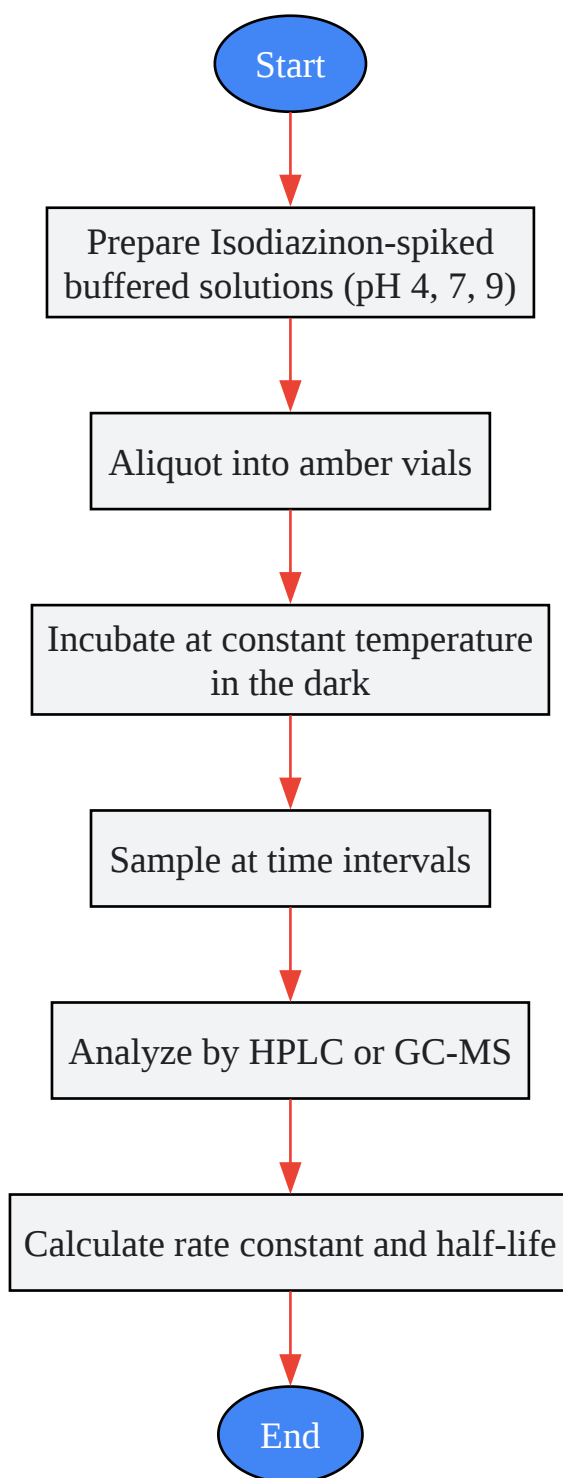 Start
Prepare Isodiazinon-spiked
buffered solutions (pH 4, 7, 9)
Aliquot into amber vials
Incubate at constant temperature
in the dark
Sample at time intervals
Analyze by HPLC or GC-MS
Calculate rate constant and half-life
End